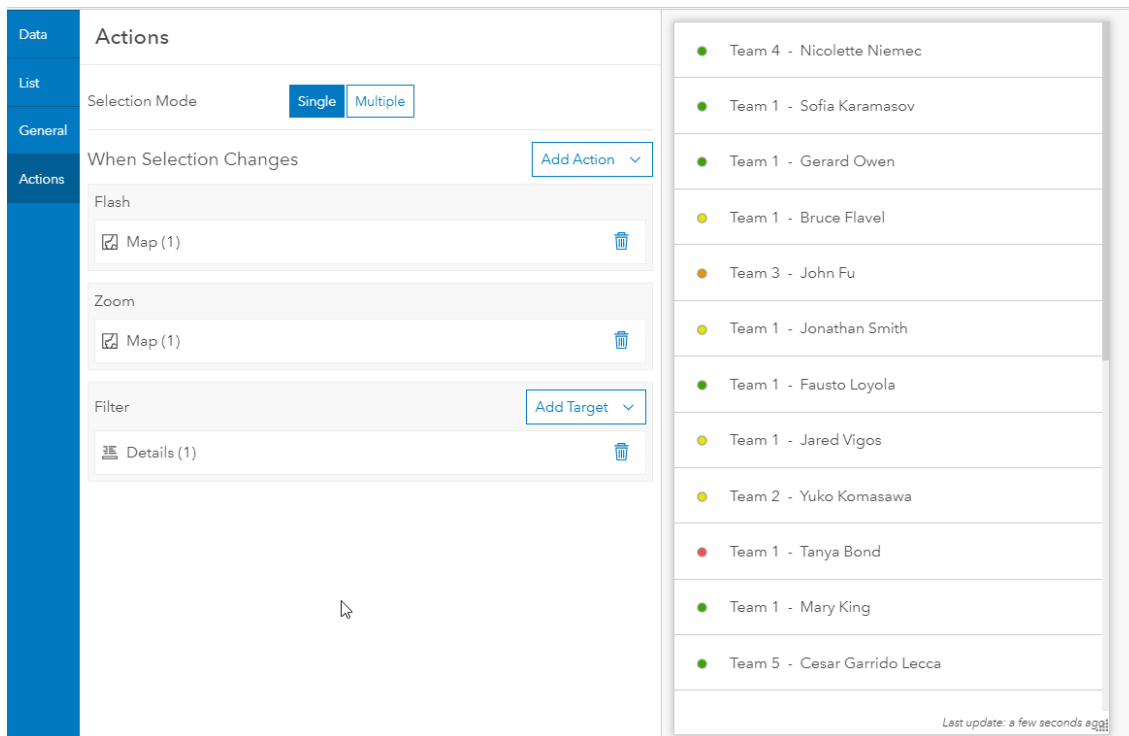 Data
List
General
Actions
Actions
Selection Mode
Single
Multiple
When Selection Changes
Add Action
Flash
Map (1)
Zoom
Map (1)
Filter
Add Target
Details (1)
Team 4 - Nicolette Niemec
Team 1 - Sofia Karamasov
Team 1 - Gerard Owen
Team 1 - Bruce Flavel
Team 3 - John Fu
Team 1 - Jonathan Smith
Team 1 - Fausto Loyola
Team 1 - Jared Vigos
Team 2 - Yuko Komasawa
Team 1 - Tanya Bond
Team 1 - Mary King
Team 5 - Cesar Garrido Lecca
Last update: a few seconds ago